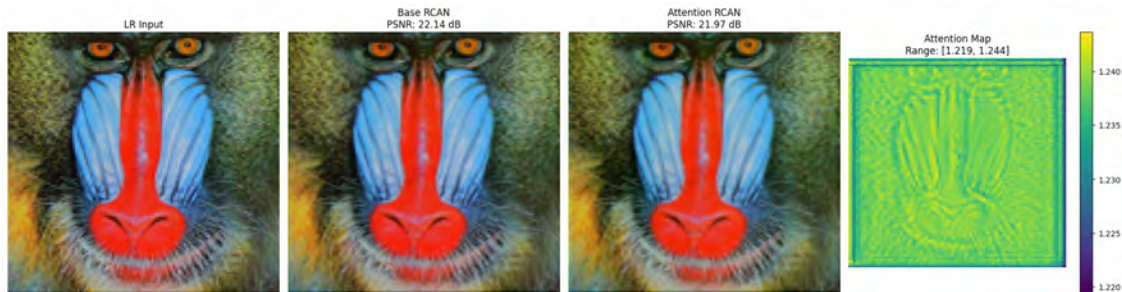 LR Input
Base RCAN
PSNR: 22.14 dB
Attention RCAN
PSNR: 21.97 dB
Attention Map
Range: [1.219, 1.244]
1.240
1.235
1.230
1.225
1.220